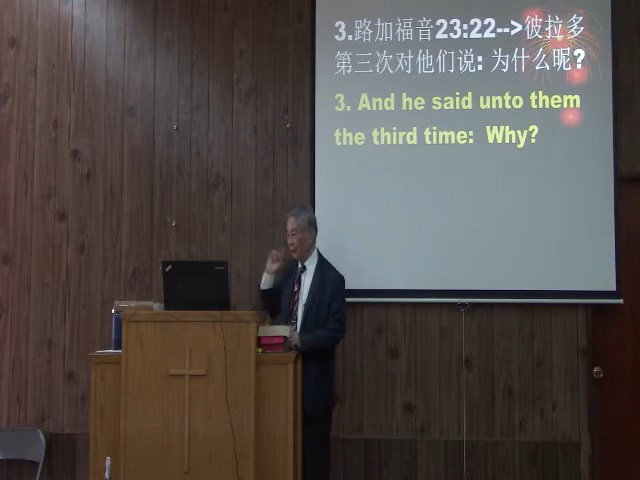 3.路加福音23:22-->彼拉多
第三次对他们说: 为什么呢?
3. And he said unto them
the third time:  Why?